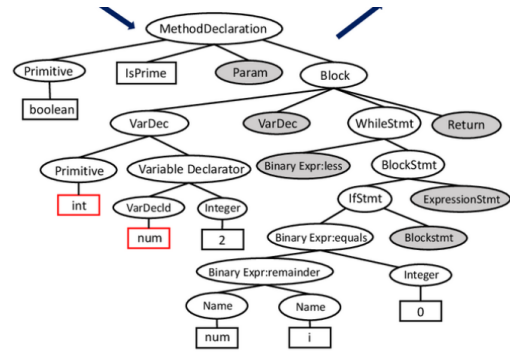 MethodDeclaration
Primitive IsPrime Param Block
boolean
VarDec VarDec WhileStmt Return
Primitive Variable Declarator Binary Expr:less BlockStmt
int VarDecId Integer IfStmt ExpressionStmt
num 2 Binary Expr:equals Blockstmt
Binary Expr:remainder Integer
Name Name 0
num i